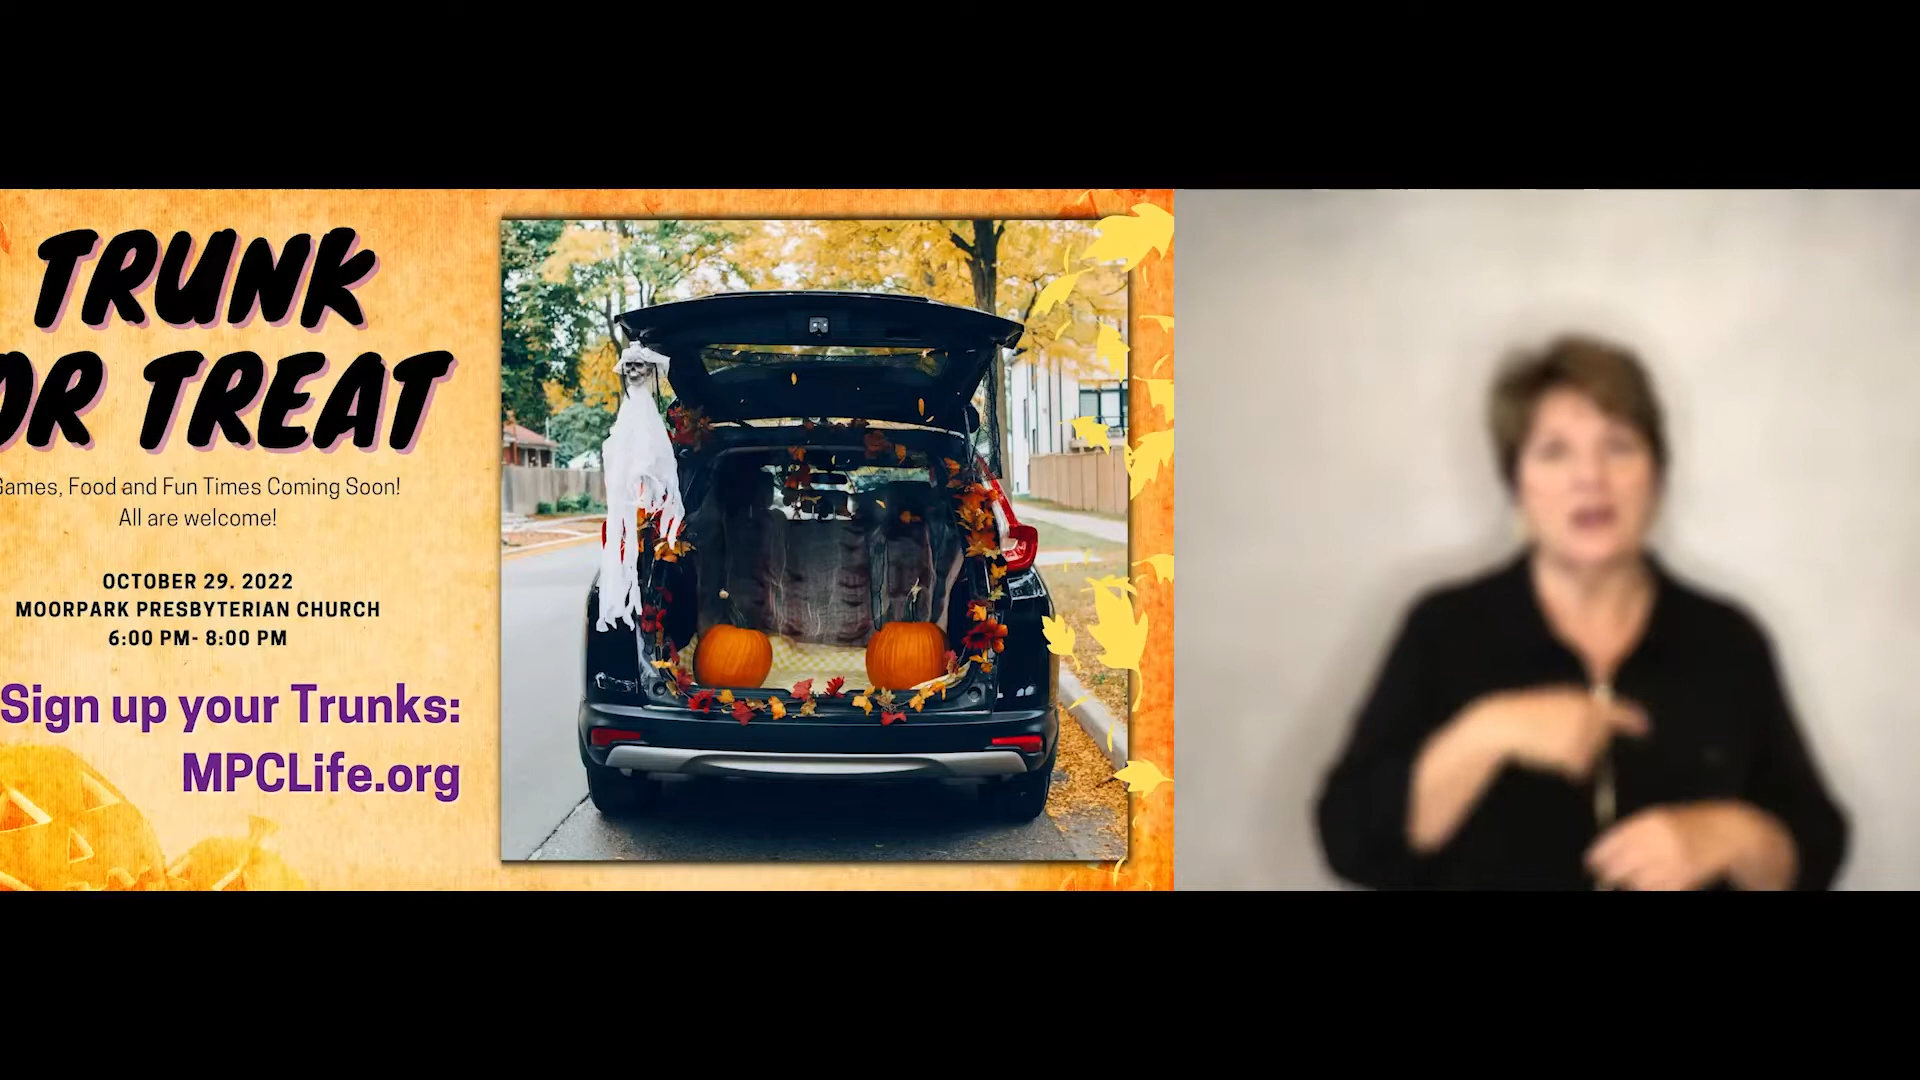 TRUNK
OR TREAT
Games, Food and Fun Times Coming Soon!
All are welcome!
OCTOBER 29. 2022
MOORPARK PRESBYTERIAN CHURCH
6:00 PM- 8:00 PM
Sign up your Trunks:
MPCLife.org